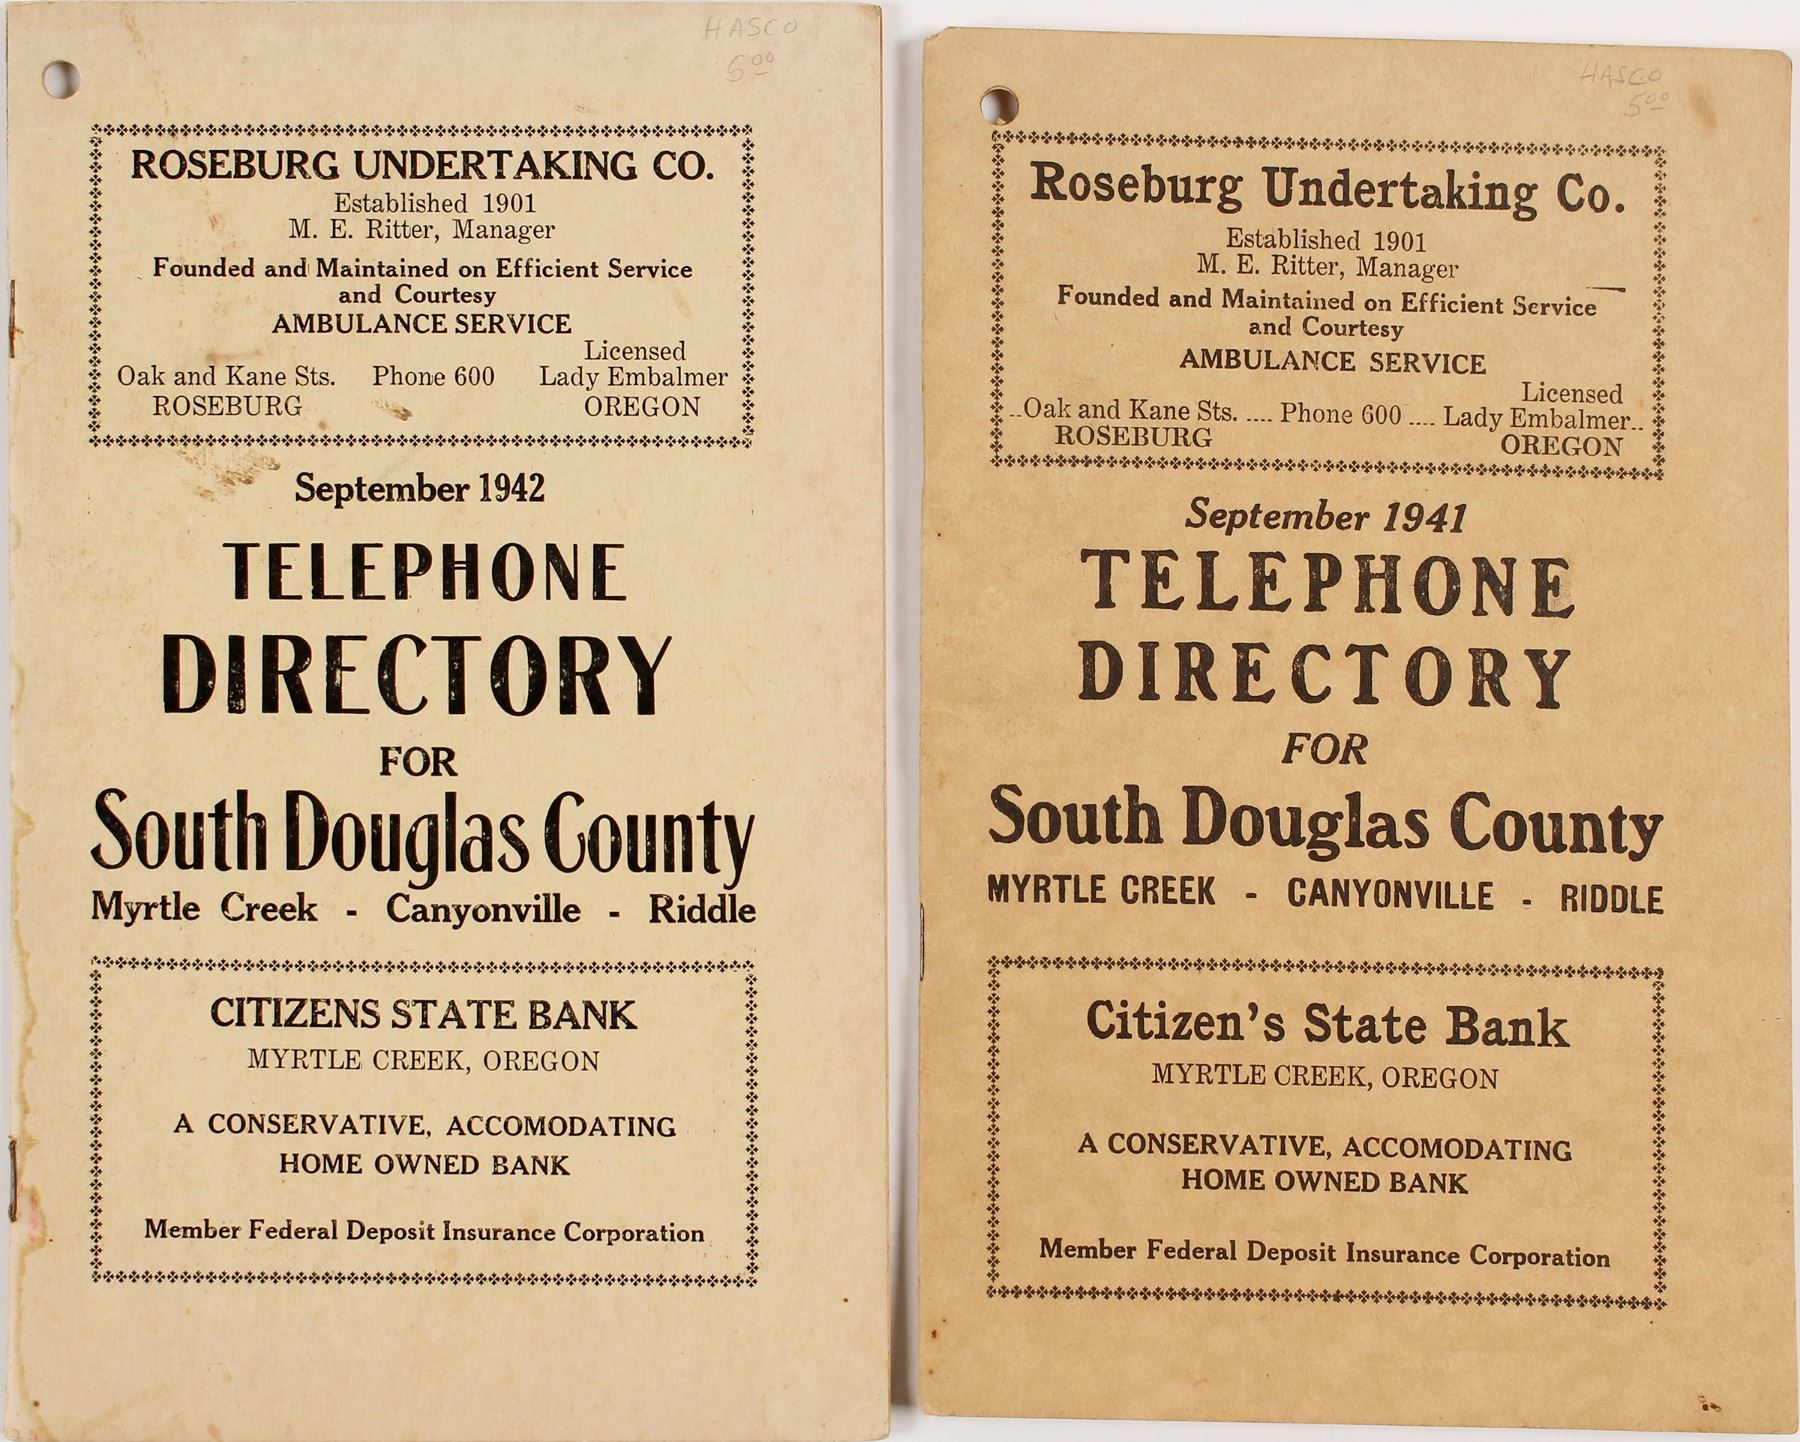 HASCO
5⁰⁰
ROSEBURG UNDERTAKING CO.
Established 1901
M. E. Ritter, Manager
Founded and Maintained on Efficient Service
and Courtesy
AMBULANCE SERVICE
Licensed
Oak and Kane Sts. Phone 600 Lady Embalmer
ROSEBURG OREGON
September 1942
TELEPHONE
DIRECTORY
FOR
South Douglas County
Myrtle Creek - Canyonville - Riddle
CITIZENS STATE BANK
MYRTLE CREEK, OREGON
A CONSERVATIVE, ACCOMODATING
HOME OWNED BANK
Member Federal Deposit Insurance Corporation
HASCO
5⁰⁰
Roseburg Undertaking Co.
Established 1901
M. E. Ritter, Manager
Founded and Maintained on Efficient Service
and Courtesy
AMBULANCE SERVICE
Licensed
..Oak and Kane Sts. .... Phone 600 .... Lady Embalmer..
ROSEBURG OREGON
September 1941
TELEPHONE
DIRECTORY
FOR
South Douglas County
MYRTLE CREEK - CANYONVILLE - RIDDLE
Citizen's State Bank
MYRTLE CREEK, OREGON
A CONSERVATIVE, ACCOMODATING
HOME OWNED BANK
Member Federal Deposit Insurance Corporation